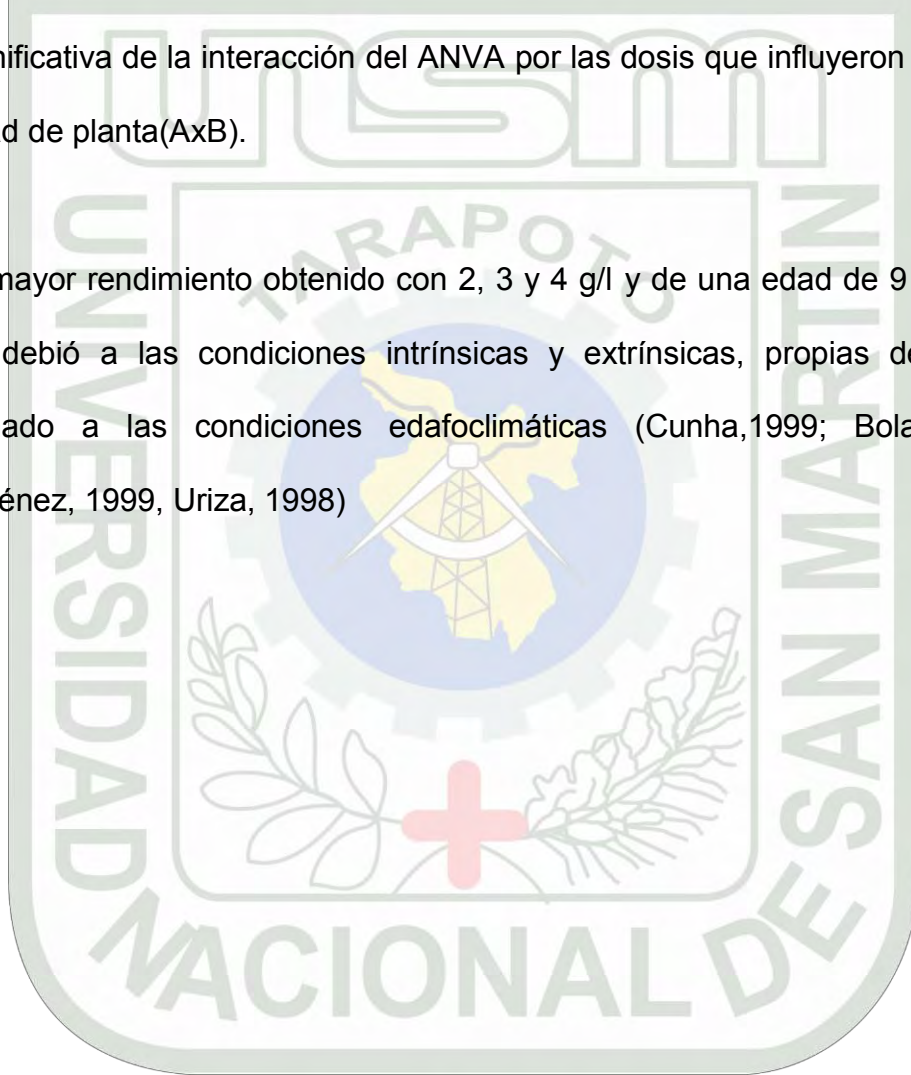 nificativa de la interacción del ANVA por las dosis que influyeron
d de planta(AxB).
mayor rendimiento obtenido con 2, 3 y 4 g/l y de una edad de 9
debió a las condiciones intrínsicas y extrínsicas, propias de
ado a las condiciones edafoclimáticas (Cunha,1999; Bola
énez, 1999, Uriza, 1998)
unsm
TARAPOTO
UNIVERSIDAD
NACIONAL DE
SAN MARTIN